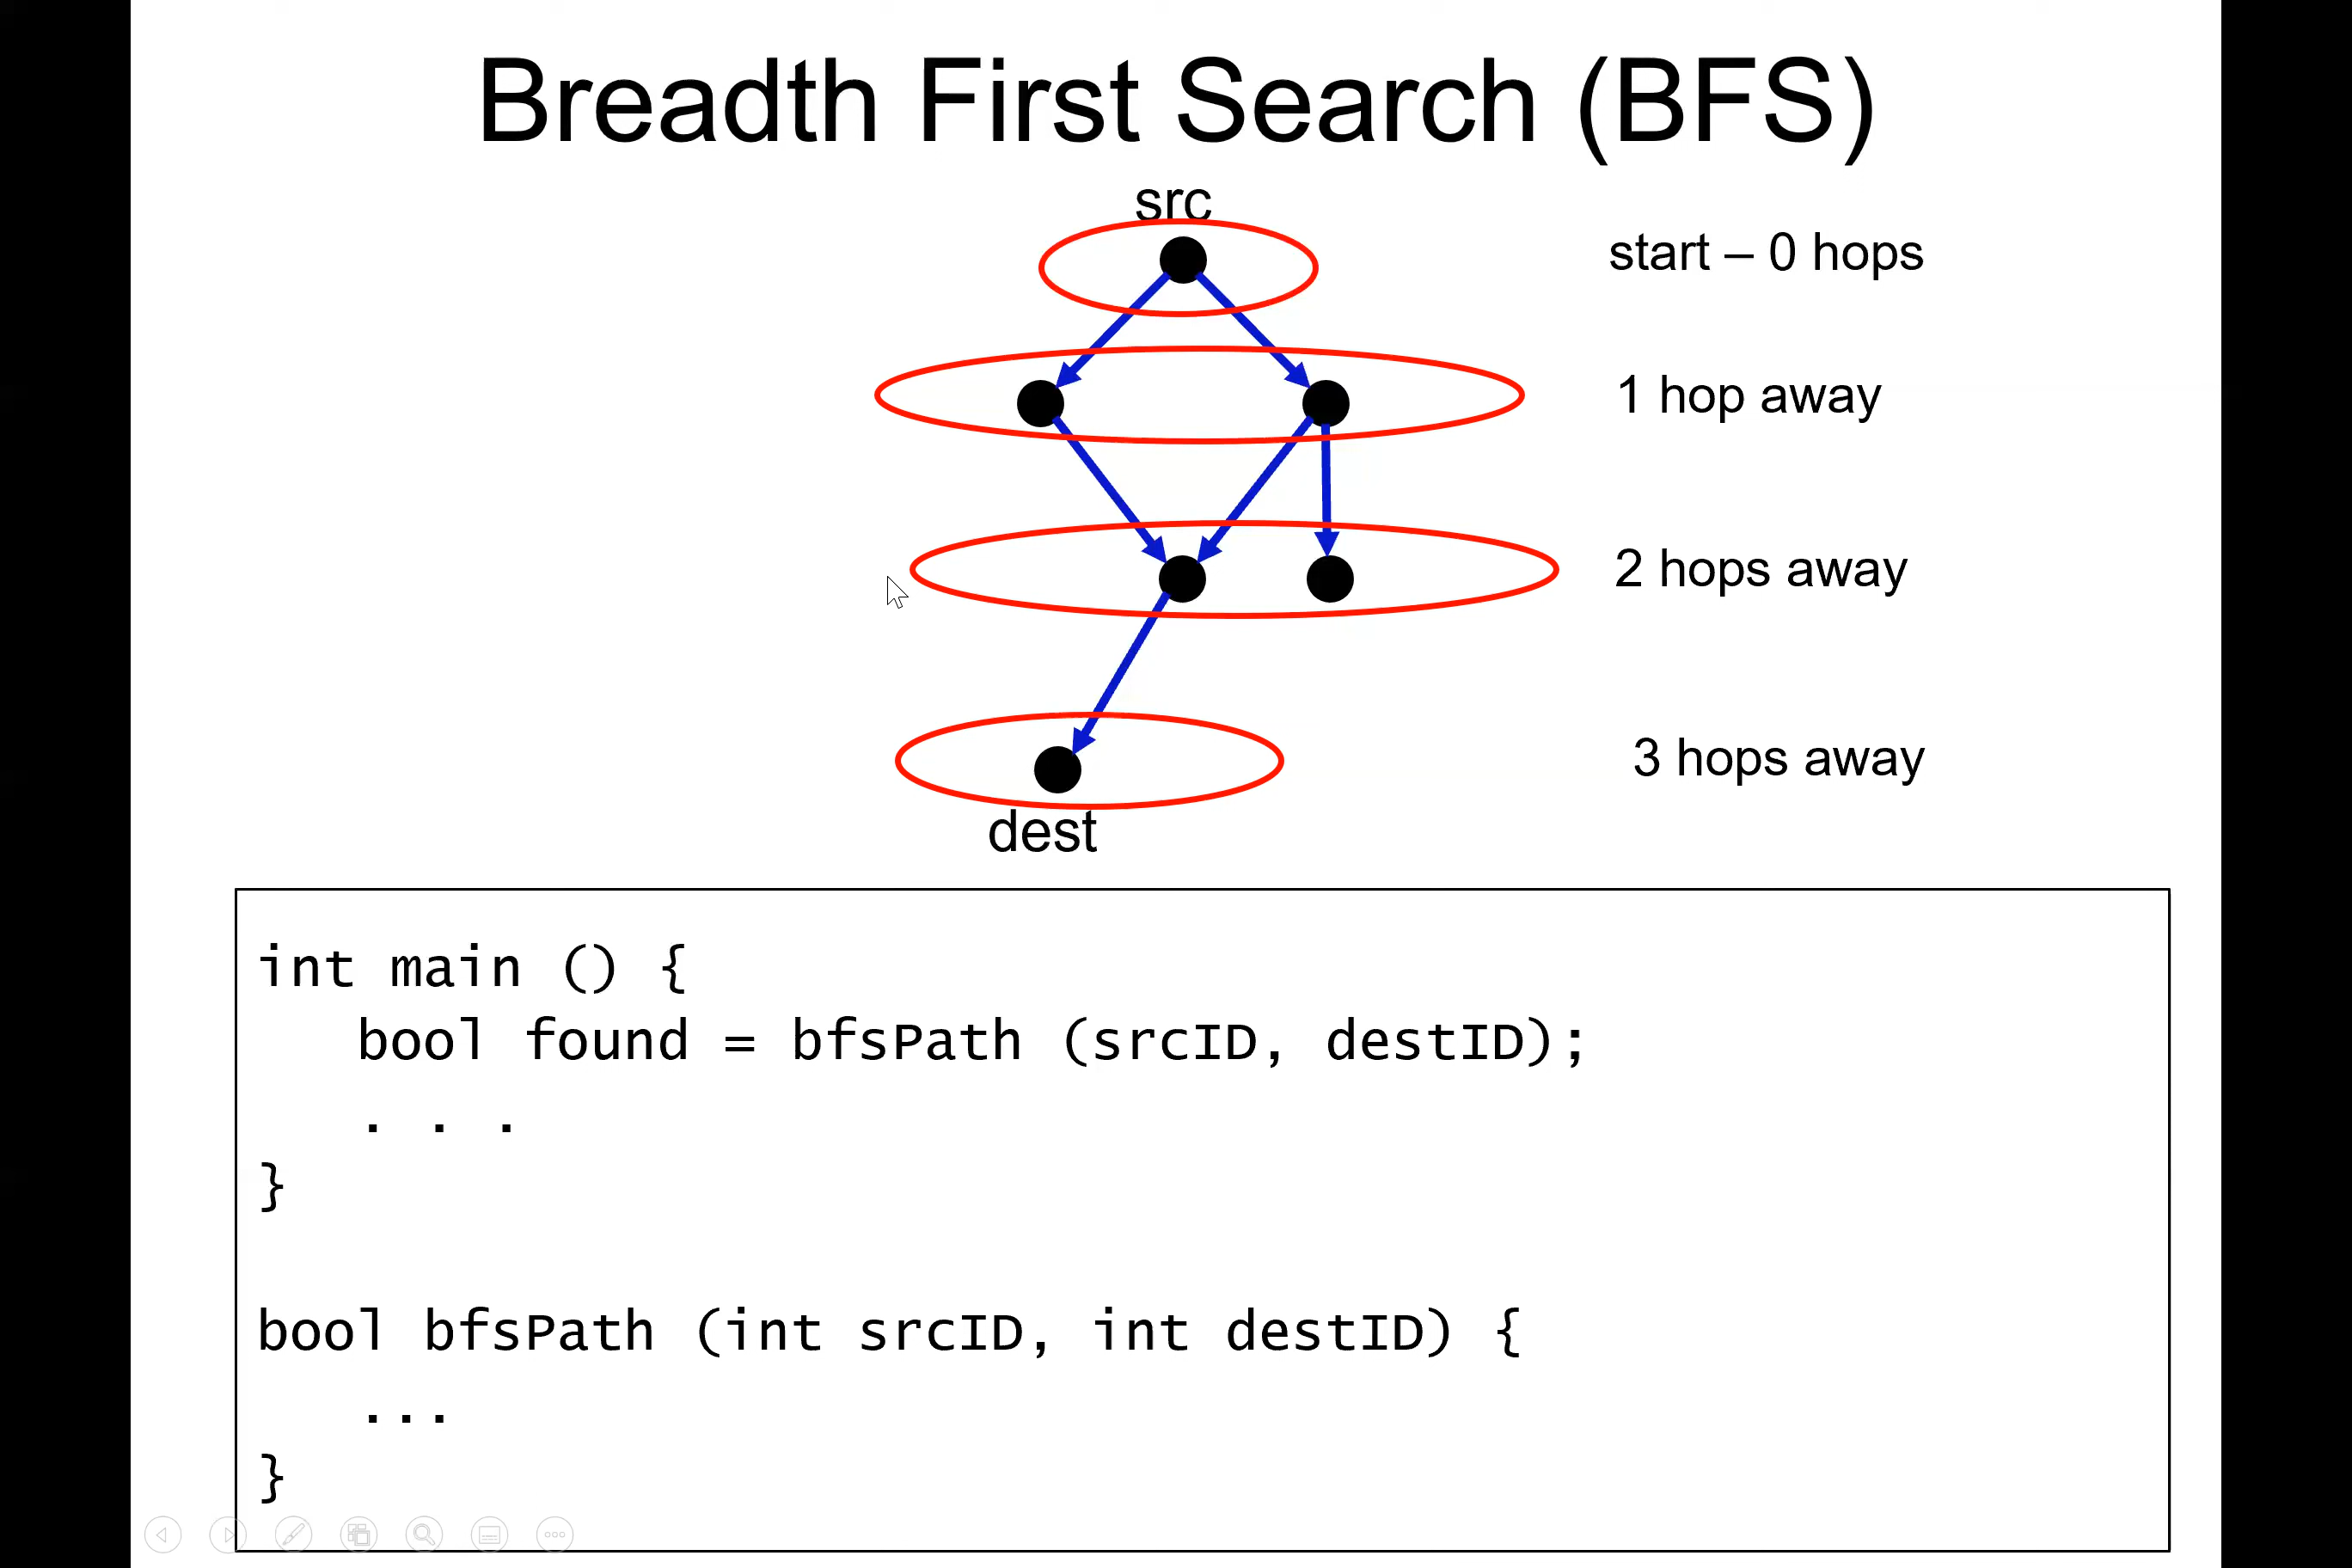 Breadth First Search (BFS)
src
start – 0 hops
1 hop away
2 hops away
3 hops away
dest
int main () {
bool found = bfsPath (srcID, destID);
. . .
}
bool bfsPath (int srcID, int destID) {
...
}